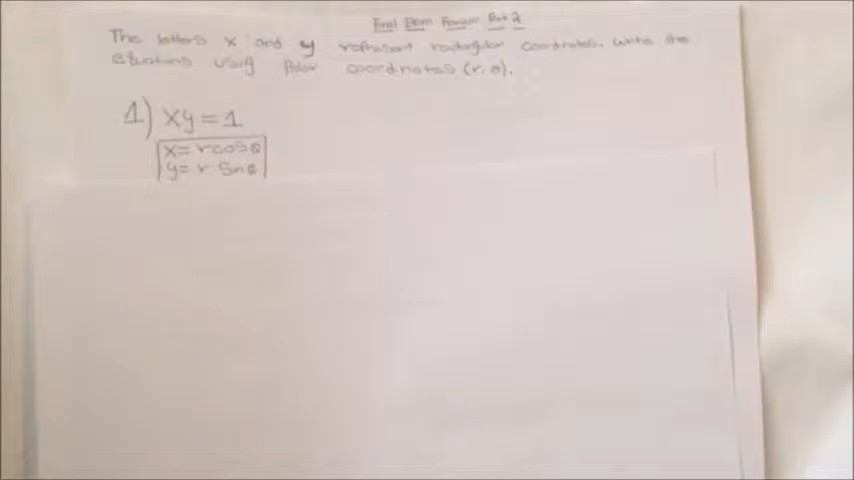 Final Exam Review Part 2
The letters x and y represent rectangular coordinates. Write the
equations using Polar coordinates (r, θ).
1) xy = 1
x = r cos θ
y = r sin θ